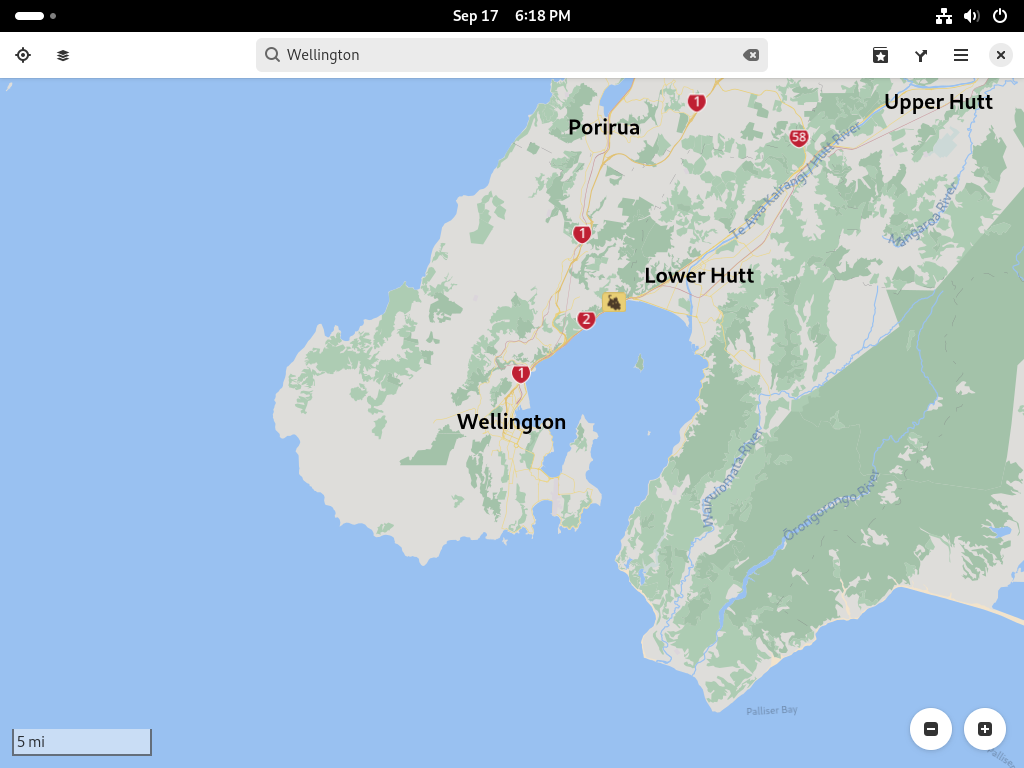 Sep 17 6:18 PM
Wellington
Upper Hutt
1
Porirua
58
Te Awa Kairangi / Hutt River
Mangaroa River
1
Lower Hutt
2
1
Wellington
Wainuiomata River
Orongorongo River
Palliser Bay
5 mi
Palliser